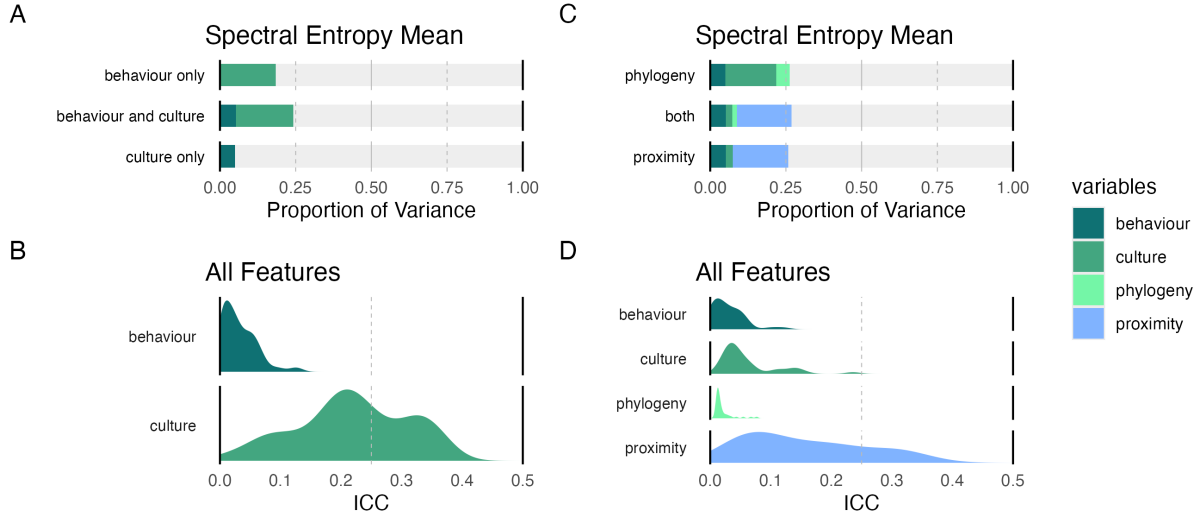 A
Spectral Entropy Mean
behaviour only
behaviour and culture
culture only
0.00 0.25 0.50 0.75 1.00
Proportion of Variance
B
All Features
behaviour
culture
0.0 0.1 0.2 0.3 0.4 0.5
ICC
C
Spectral Entropy Mean
phylogeny
both
proximity
0.00 0.25 0.50 0.75 1.00
Proportion of Variance
D
All Features
behaviour
culture
phylogeny
proximity
0.0 0.1 0.2 0.3 0.4 0.5
ICC
variables
behaviour
culture
phylogeny
proximity